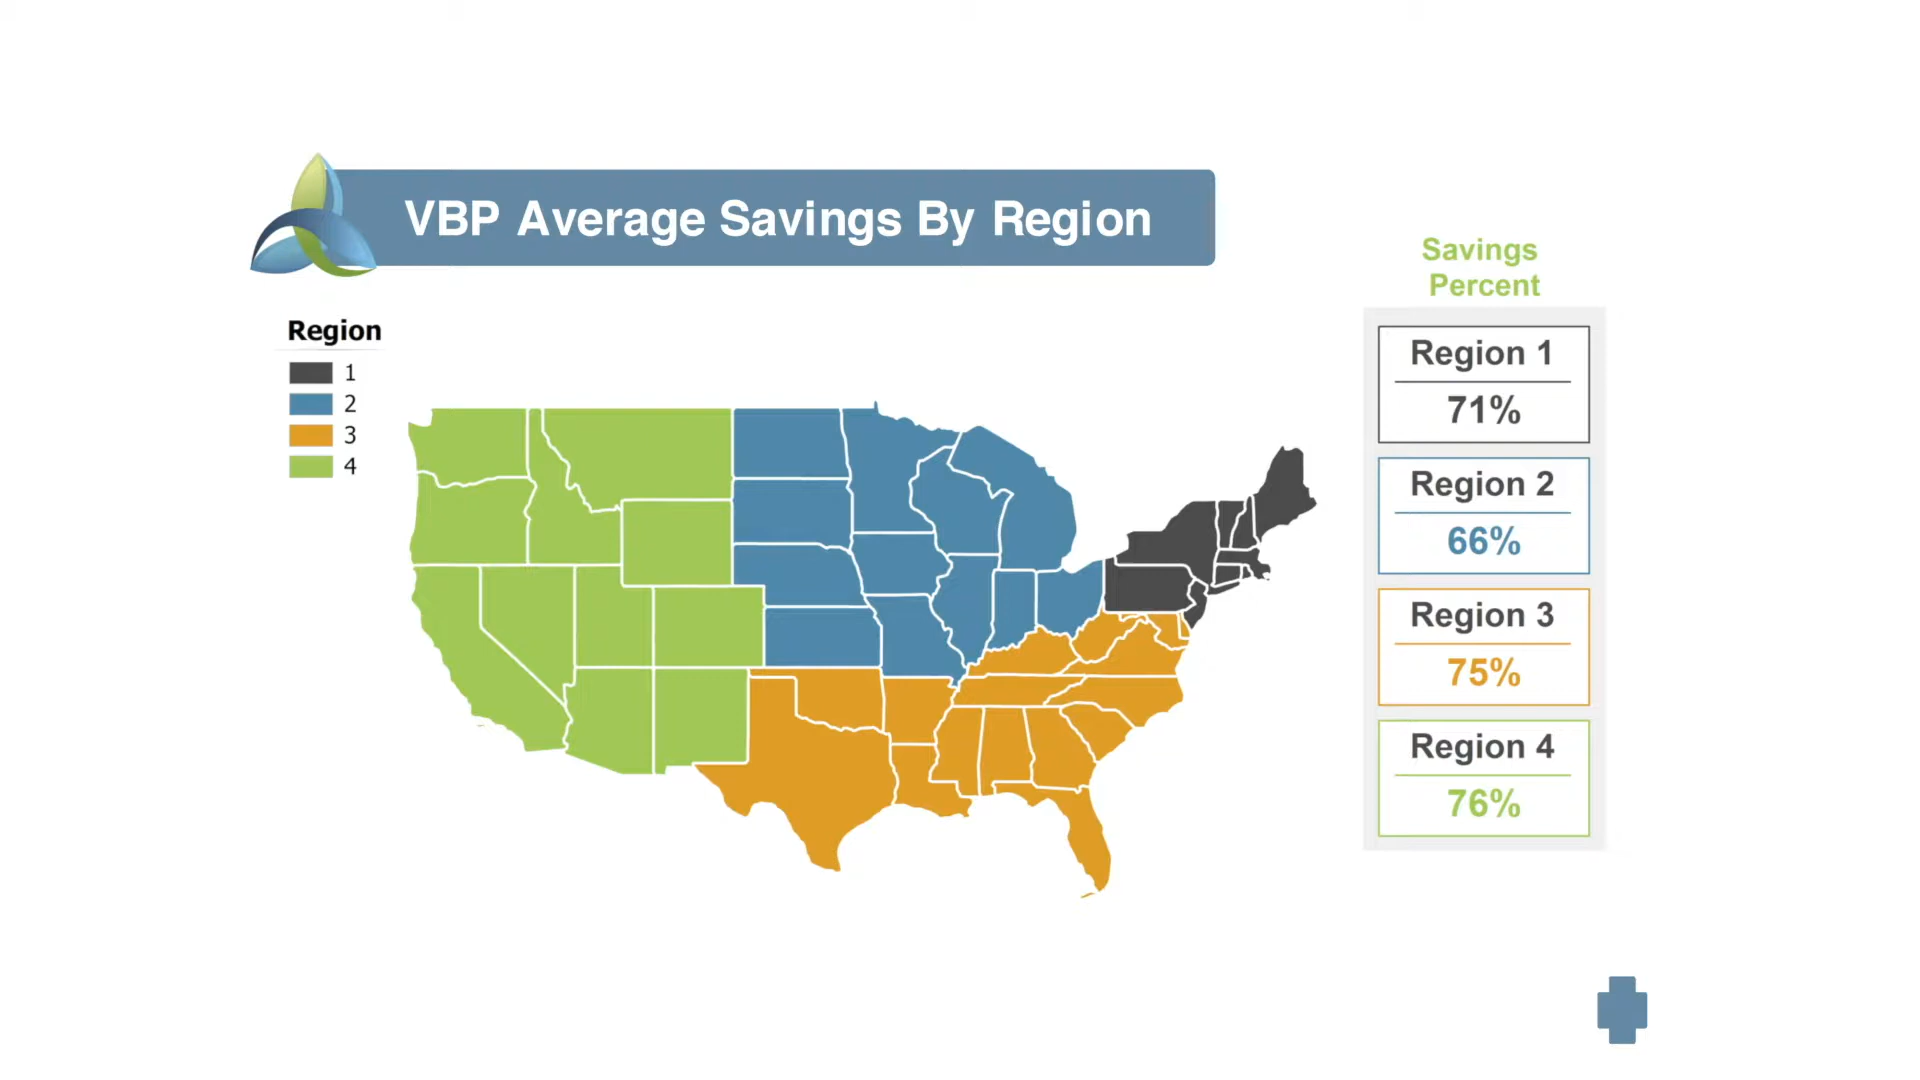 VBP Average Savings By Region
Region
1
2
3
4
Savings
Percent
Region 1
71%
Region 2
66%
Region 3
75%
Region 4
76%